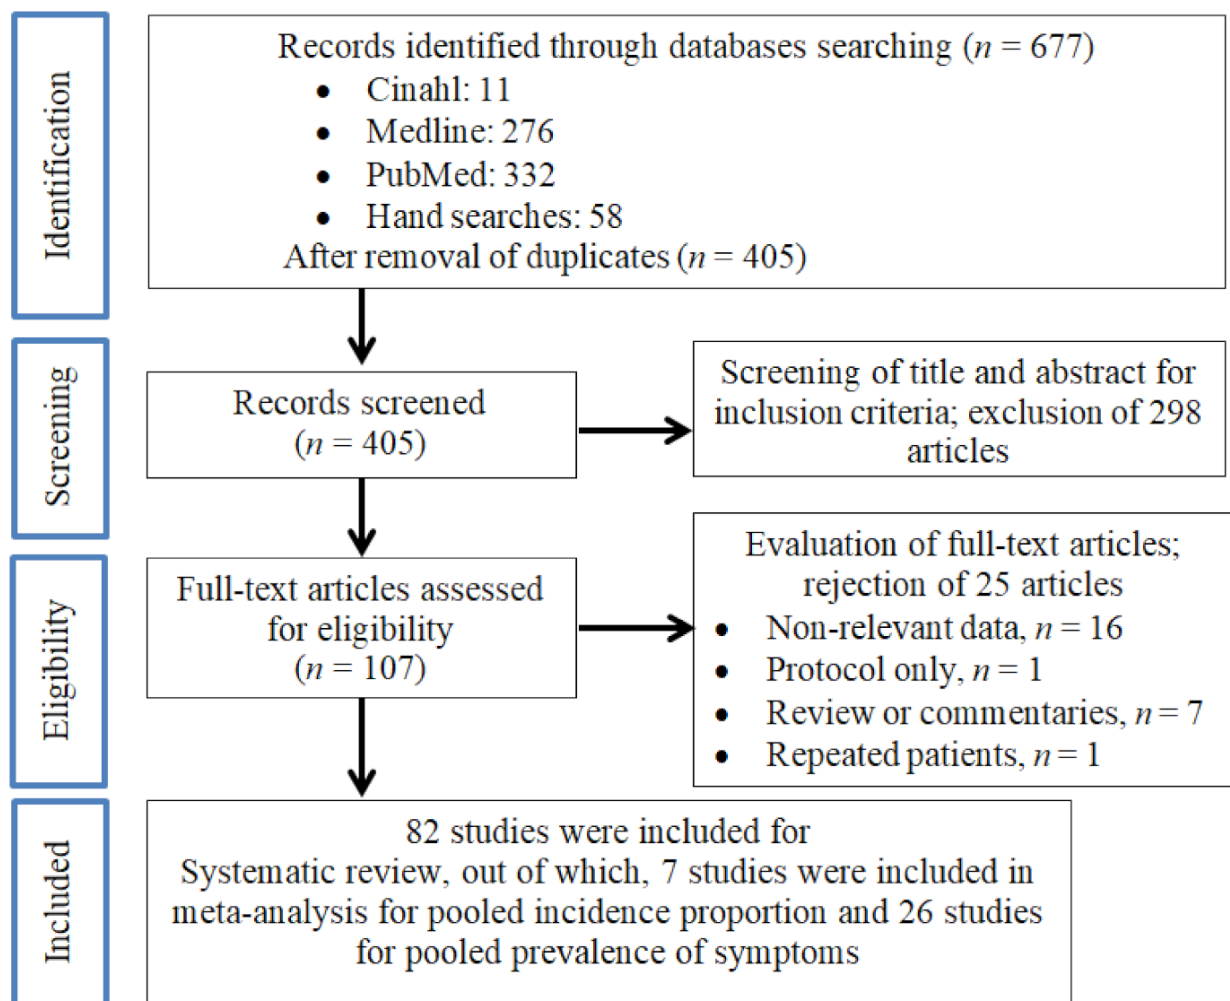 Identification
Records identified through databases searching (n = 677)
• Cinahl: 11
• Medline: 276
• PubMed: 332
• Hand searches: 58
After removal of duplicates (n = 405)
Screening
Records screened
(n = 405)
Screening of title and abstract for
inclusion criteria; exclusion of 298
articles
Eligibility
Full-text articles assessed
for eligibility
(n = 107)
Evaluation of full-text articles;
rejection of 25 articles
• Non-relevant data, n = 16
• Protocol only, n = 1
• Review or commentaries, n = 7
• Repeated patients, n = 1
Included
82 studies were included for
Systematic review, out of which, 7 studies were included in
meta-analysis for pooled incidence proportion and 26 studies
for pooled prevalence of symptoms